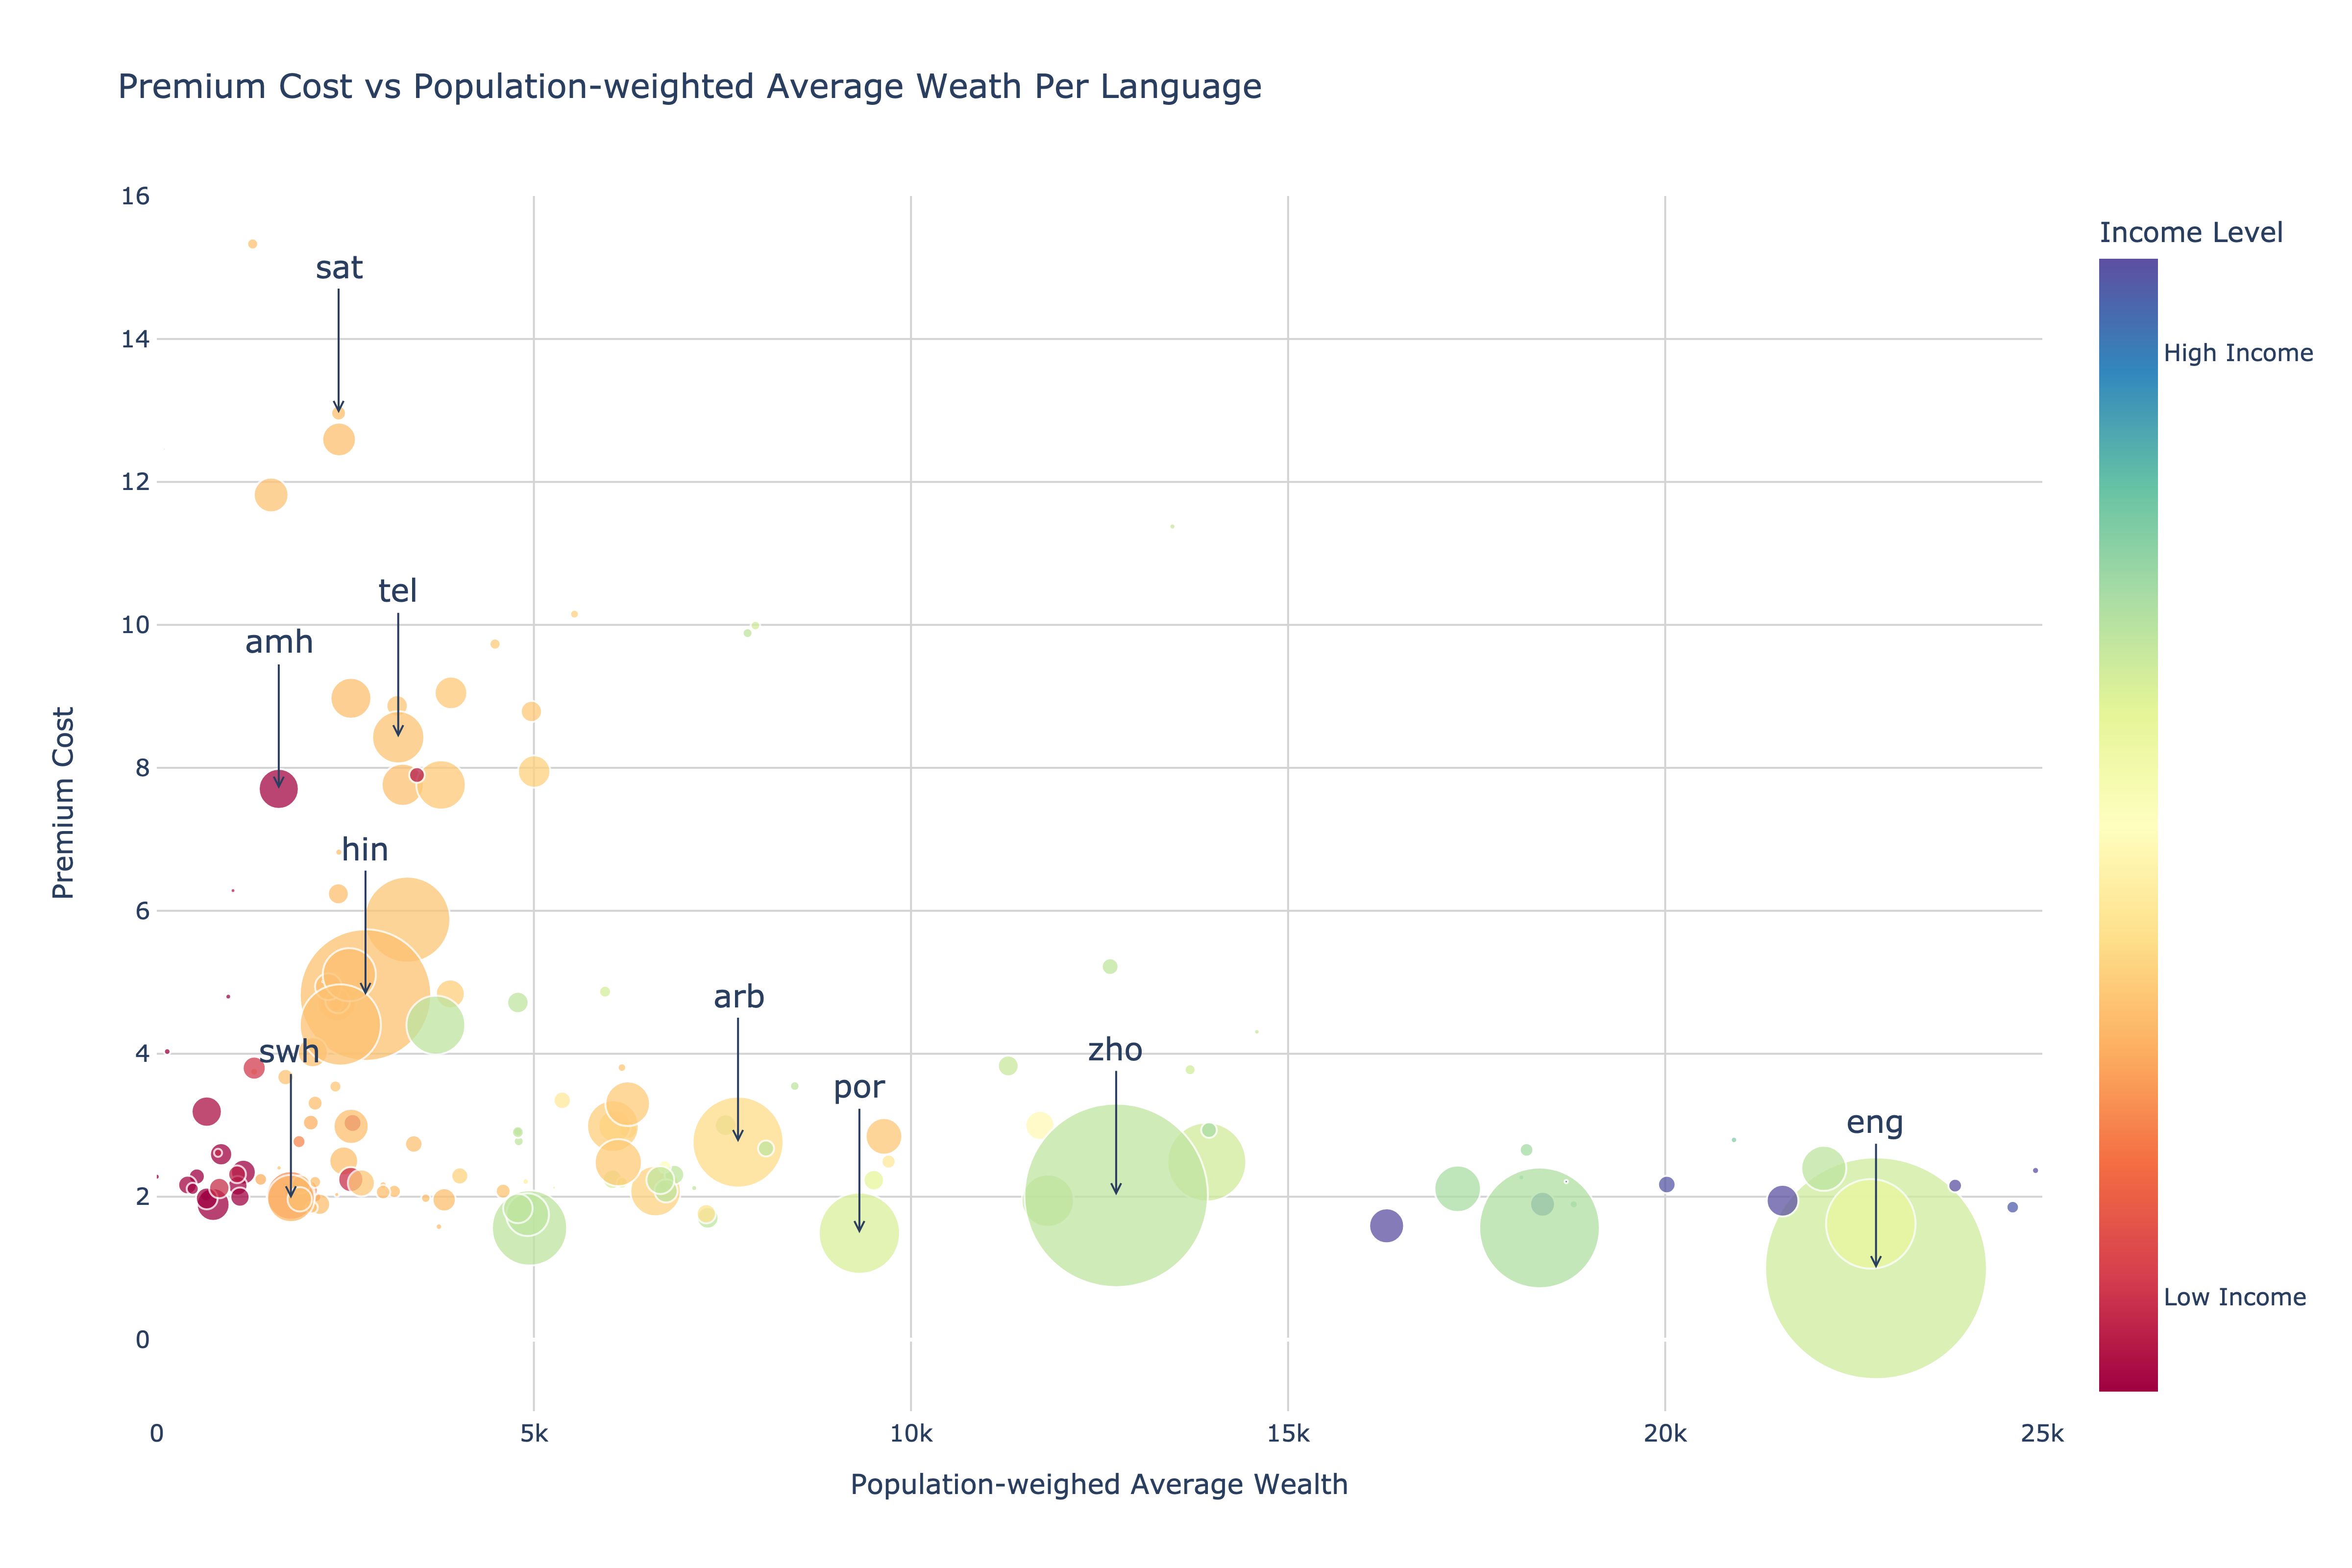 Premium Cost vs Population-weighted Average Weath Per Language
16
14
12
10
8
6
4
2
0
Premium Cost
sat
tel
amh
hin
swh
arb
por
zho
eng
0
5k
10k
15k
20k
25k
Population-weighed Average Wealth
Income Level
High Income
Low Income